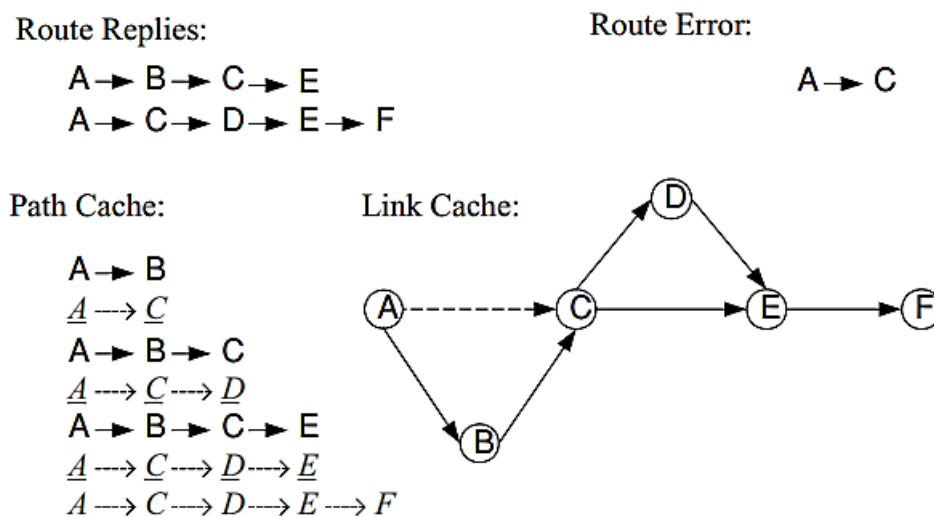 Route Replies:
A → B → C → E
A → C → D → E → F
Route Error:
A → C
Path Cache:
A → B
A ---> C
A → B → C
A ---> C ---> D
A → B → C → E
A ---> C ---> D ---> E
A ---> C ---> D ---> E ---> F
Link Cache:
D
A
C
E
F
B